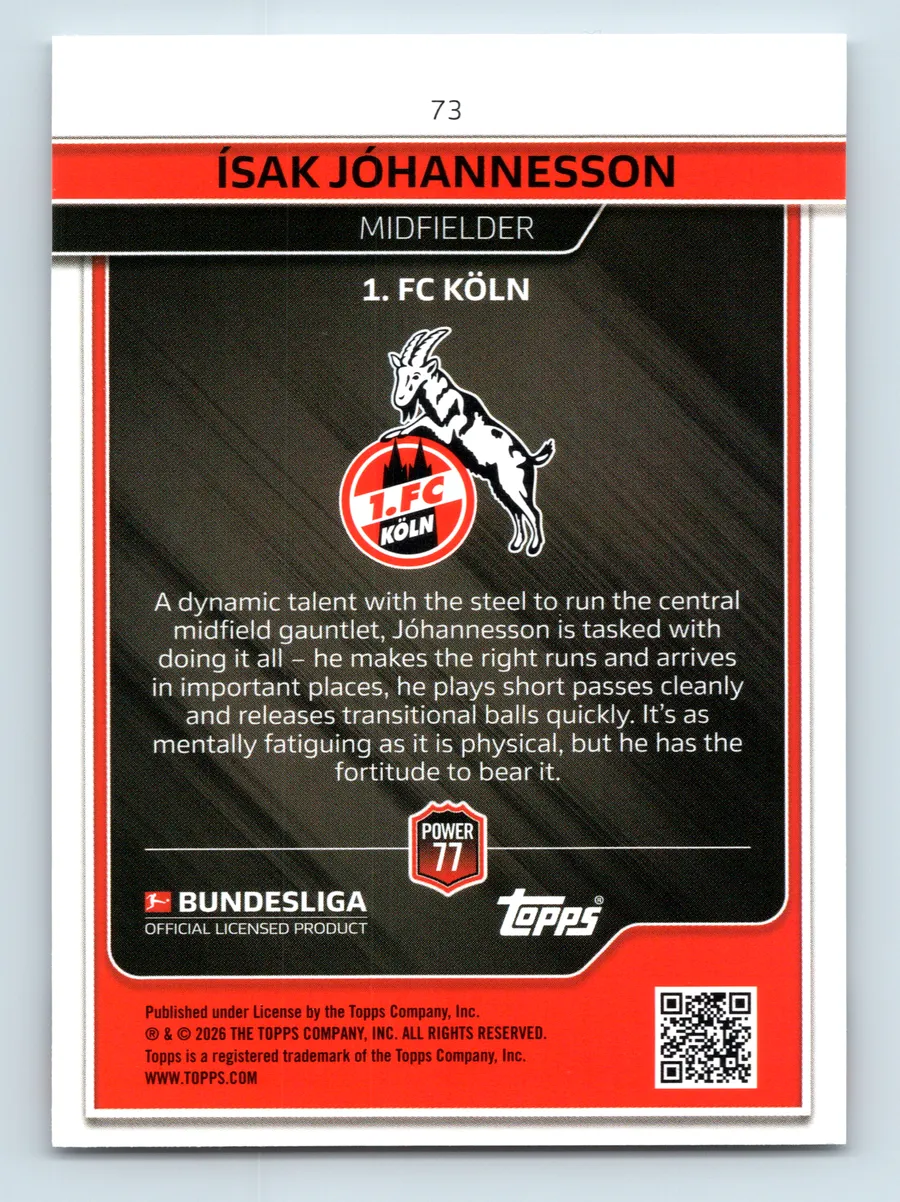 73
ÍSAK JÓHANNESSON
MIDFIELDER
1. FC KÖLN
1.FC
KÖLN
A dynamic talent with the steel to run the central
midfield gauntlet, Jóhannesson is tasked with
doing it all – he makes the right runs and arrives
in important places, he plays short passes cleanly
and releases transitional balls quickly. It's as
mentally fatiguing as it is physical, but he has the
fortitude to bear it.
POWER
77
BUNDESLIGA
OFFICIAL LICENSED PRODUCT
Topps®
Published under License by the Topps Company, Inc.
® & © 2026 THE TOPPS COMPANY, INC. ALL RIGHTS RESERVED.
Topps is a registered trademark of the Topps Company, Inc.
WWW.TOPPS.COM